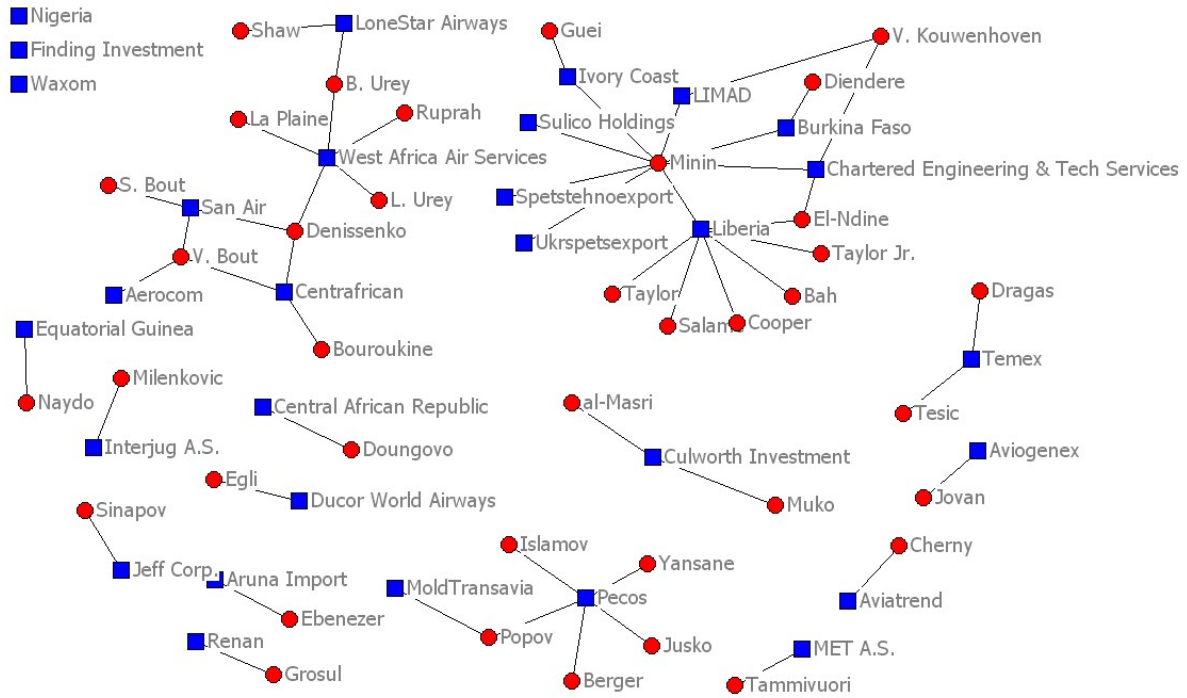 Nigeria
Finding Investment
Waxom
Shaw
LoneStar Airways
B. Urey
La Plaine
Ruprah
West Africa Air Services
S. Bout
San Air
L. Urey
Denissenko
V. Bout
Aerocom
Centrafrican
Bouroukine
Guei
Ivory Coast
V. Kouwenhoven
LIMAD
Diendere
Sulico Holdings
Burkina Faso
Minin
Chartered Engineering & Tech Services
Spetstehnoexport
El-Ndine
Ukrspetsexport
Liberia
Taylor Jr.
Taylor
Bah
Salame
Cooper
Dragas
Temex
Tesic
Equatorial Guinea
Naydo
Milenkovic
Interjug A.S.
Central African Republic
Doungovo
al-Masri
Culworth Investment
Muko
Aviogenex
Jovan
Egli
Ducor World Airways
Sinapov
Jeff Corp.
Aruna Import
Ebenezer
Renan
Grosul
Islamov
Yansane
MoldTransavia
Pecos
Popov
Jusko
Berger
Cherny
Aviatrend
MET A.S.
Tammivuori